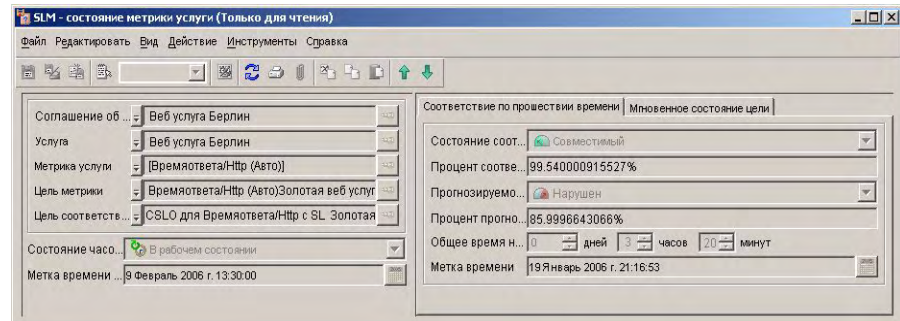 SLM - состояние метрики услуги (Только для чтения)
Файл Редактировать Вид Действие Инструменты Справка
Соглашение об ... Веб услуга Берлин
Услуга Веб услуга Берлин
Метрика услуги [Времяответа/Http (Авто)]
Цель метрики Времяответа/Http (Авто)Золотая веб услуг
Цель соответств... CSLO для Времяответа/Http с SL Золотая
Состояние часо... В рабочем состоянии
Метка времени ... 9 Февраль 2006 г. 13:30:00
Соответствие по прошествии времени Мгновенное состояние цели
Состояние соот... Совместимый
Процент соотве... 99.540000915527%
Прогнозируемо... Нарушен
Процент прогно... 85.9996643066%
Общее время н... 0 дней 3 часов 20 минут
Метка времени 19 Январь 2006 г. 21:16:53